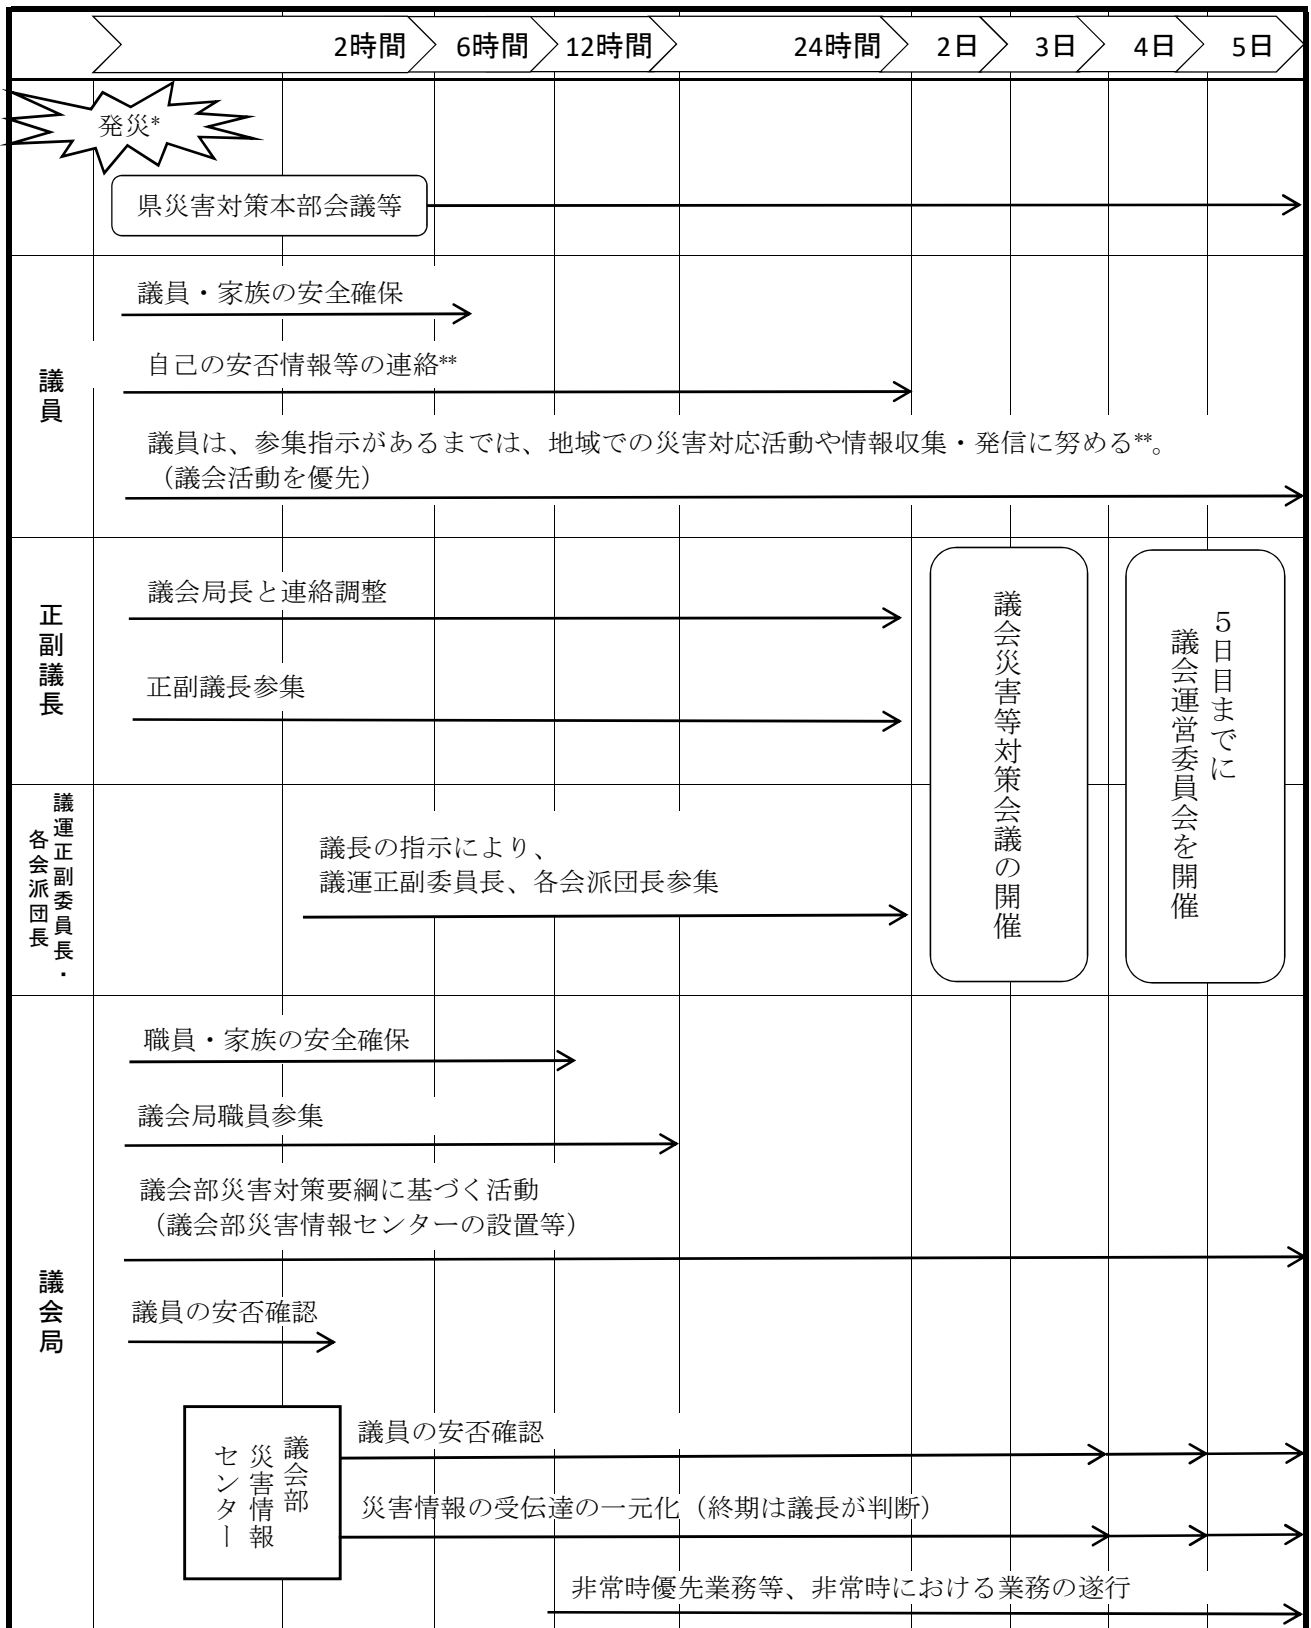 2時間 6時間 12時間 24時間 2日 3日 4日 5日
発災*
県災害対策本部会議等
議員
議員・家族の安全確保
自己の安否情報等の連絡**
議員は、参集指示があるまでは、地域での災害対応活動や情報収集・発信に努める**。
（議会活動を優先）
正副議長
議会局長と連絡調整
正副議長参集
議会災害等対策会議の開催
５日目までに
議会運営委員会を開催
議運正副委員長・
各会派団長
議長の指示により、
議運正副委員長、各会派団長参集
議会局
職員・家族の安全確保
議会局職員参集
議会部災害対策要綱に基づく活動
（議会部災害情報センターの設置等）
議員の安否確認
議会部
災害情報
センター
議員の安否確認
災害情報の受伝達の一元化（終期は議長が判断）
非常時優先業務等、非常時における業務の遂行